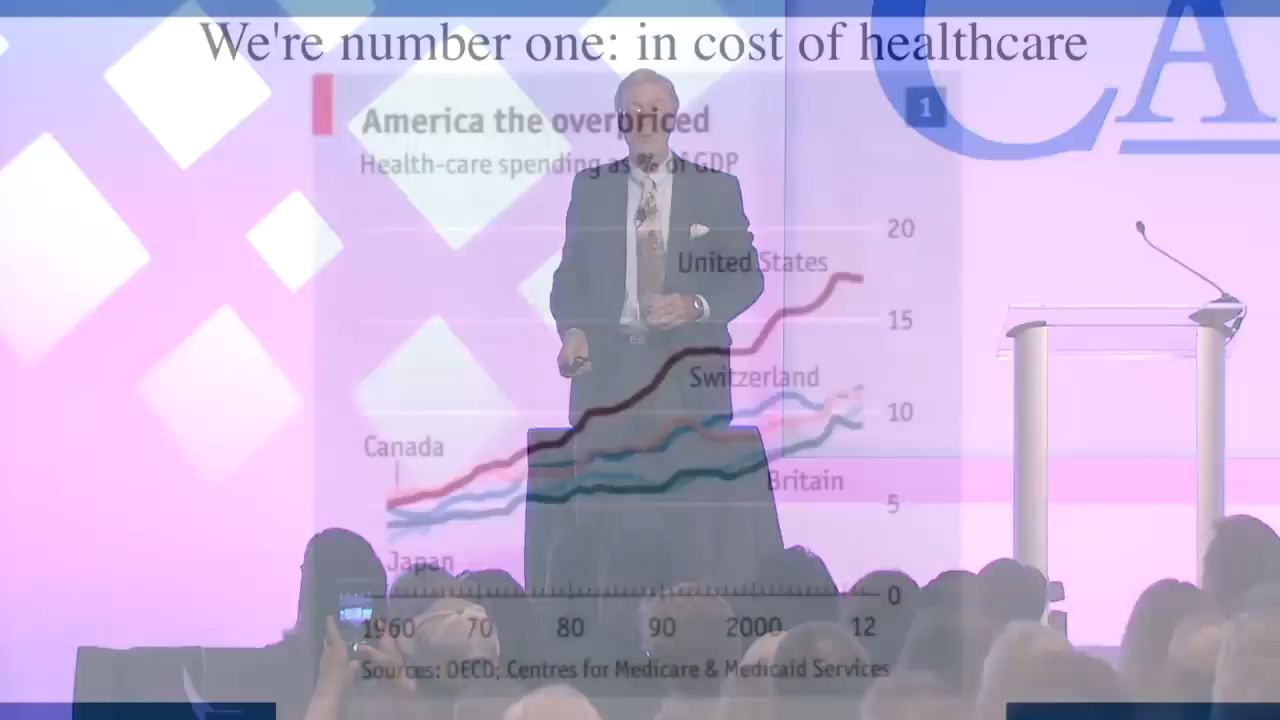 We're number one: in cost of healthcare
CA
1
America the overpriced
Health-care spending as % of GDP
20
United States
15
Switzerland
10
Canada
Britain
5
Japan
0
1960 70 80 90 2000 12
Sources: OECD; Centres for Medicare & Medicaid Services